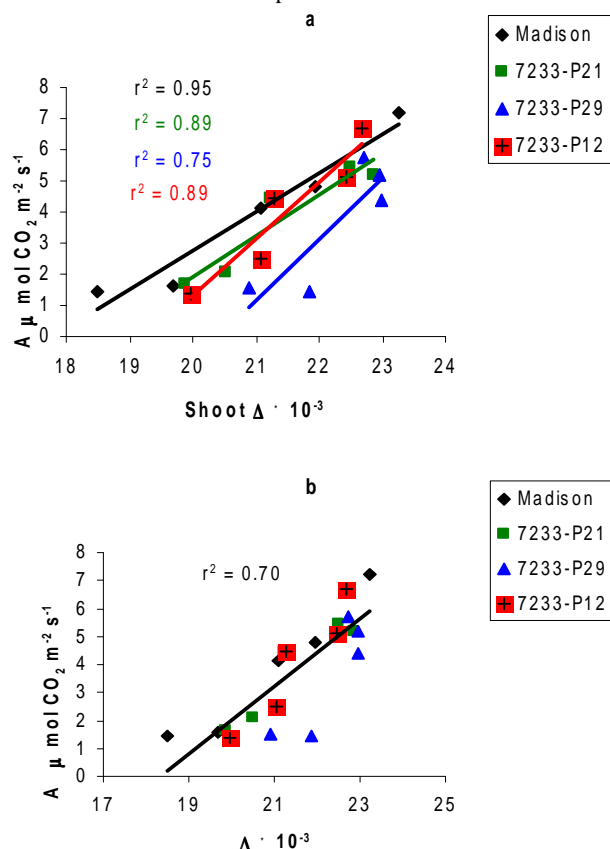 a
Madison
7233-P21
7233-P29
7233-P12
r² = 0.95
r² = 0.89
r² = 0.75
r² = 0.89
A µ mol CO₂ m⁻² s⁻¹
8
7
6
5
4
3
2
1
0
18 19 20 21 22 23 24
Shoot Δ · 10⁻³
b
Madison
7233-P21
7233-P29
7233-P12
r² = 0.70
A µ mol CO₂ m⁻² s⁻¹
8
7
6
5
4
3
2
1
0
17 19 21 23 25
Δ · 10⁻³